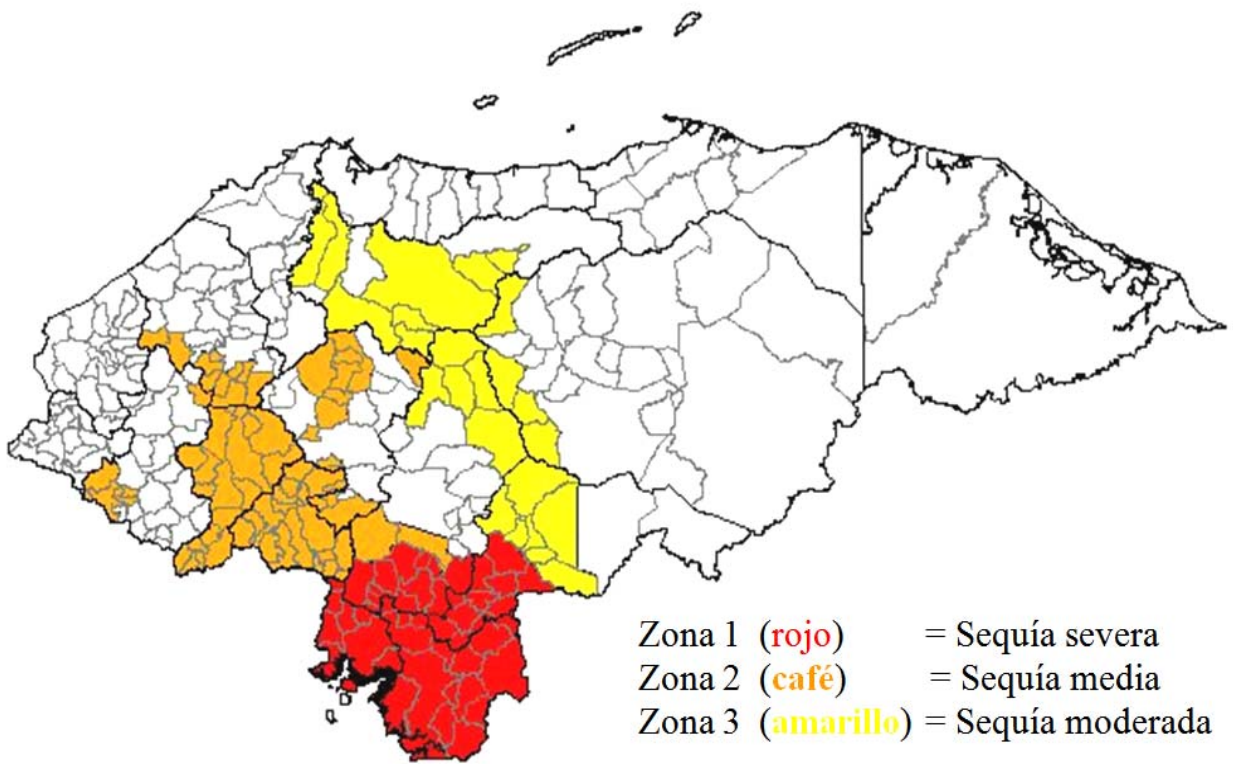 Zona 1 (rojo) = Sequía severa
Zona 2 (café) = Sequía media
Zona 3 (amarillo) = Sequía moderada